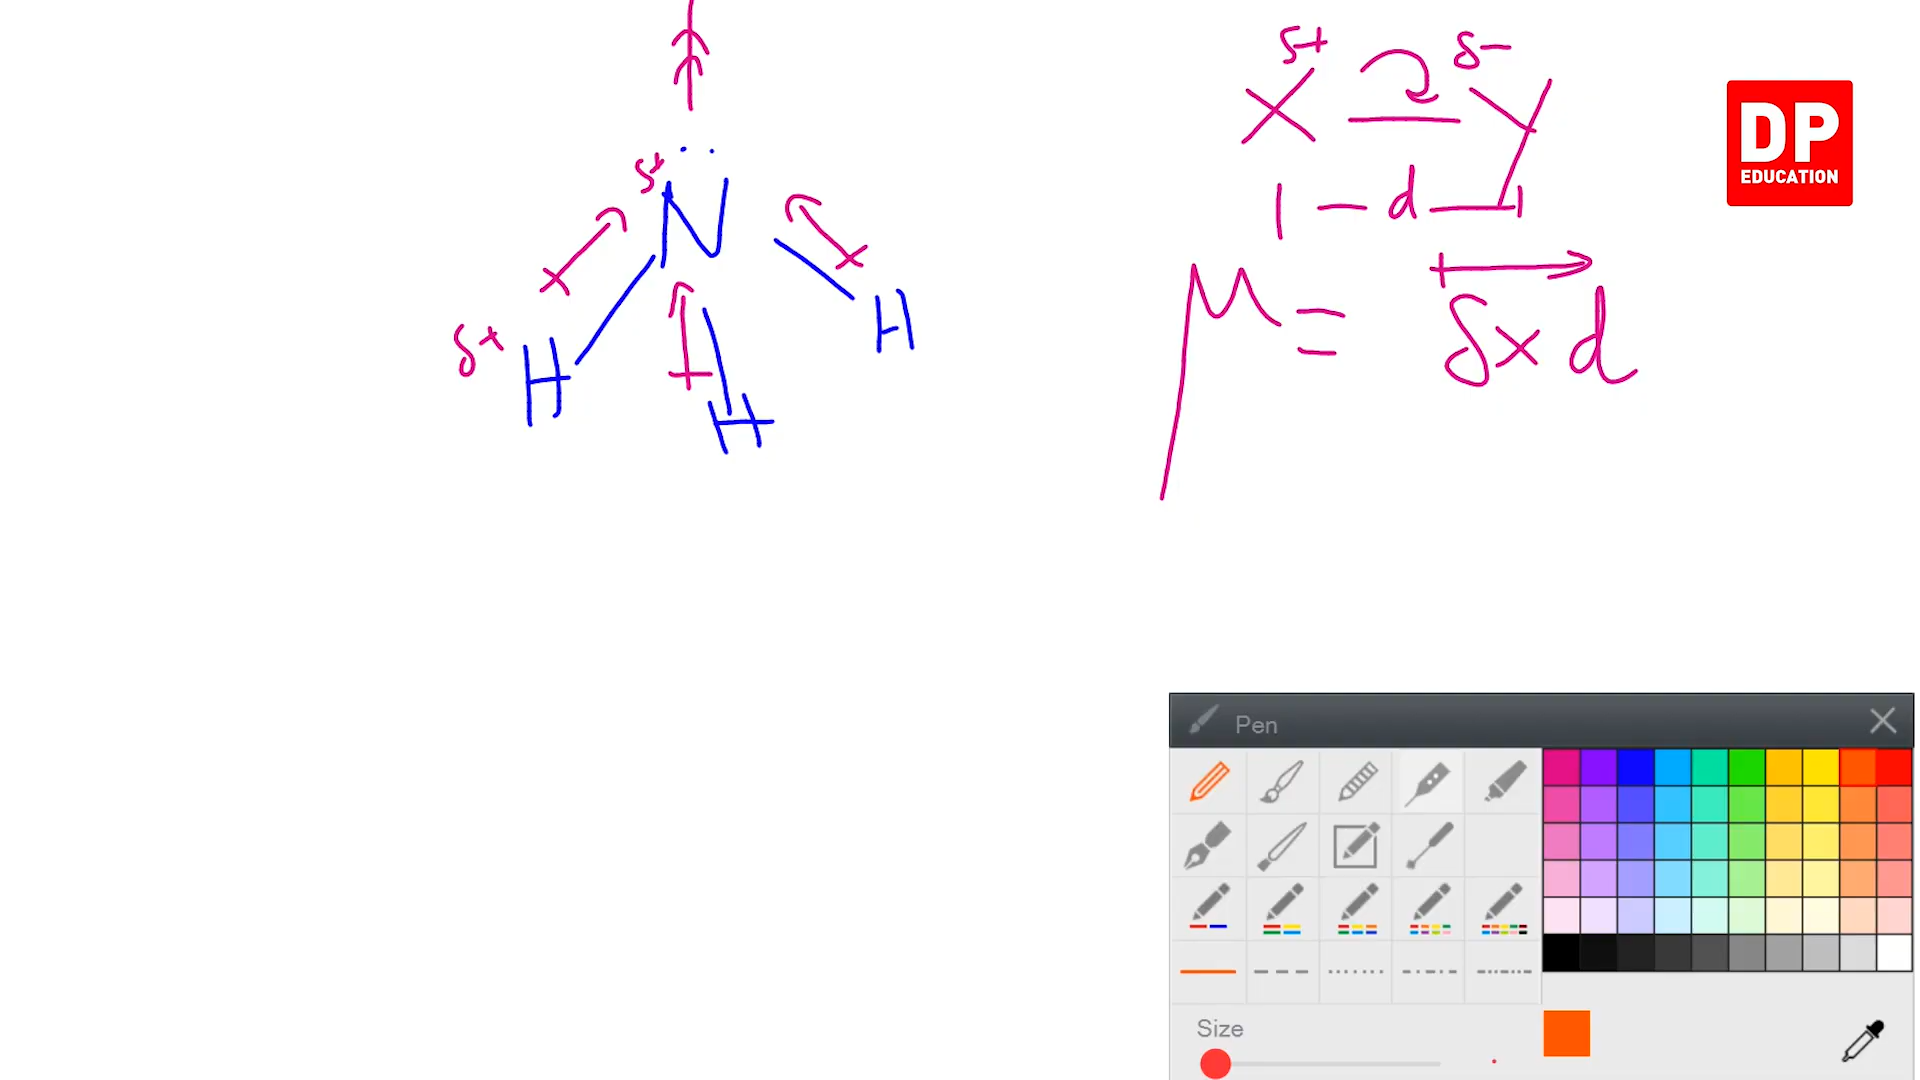 δ+
N
δ+
H
H
H
δ+ δ-
X — Y
|— d —|
μ = δ x d
DP
EDUCATION
Pen
Size